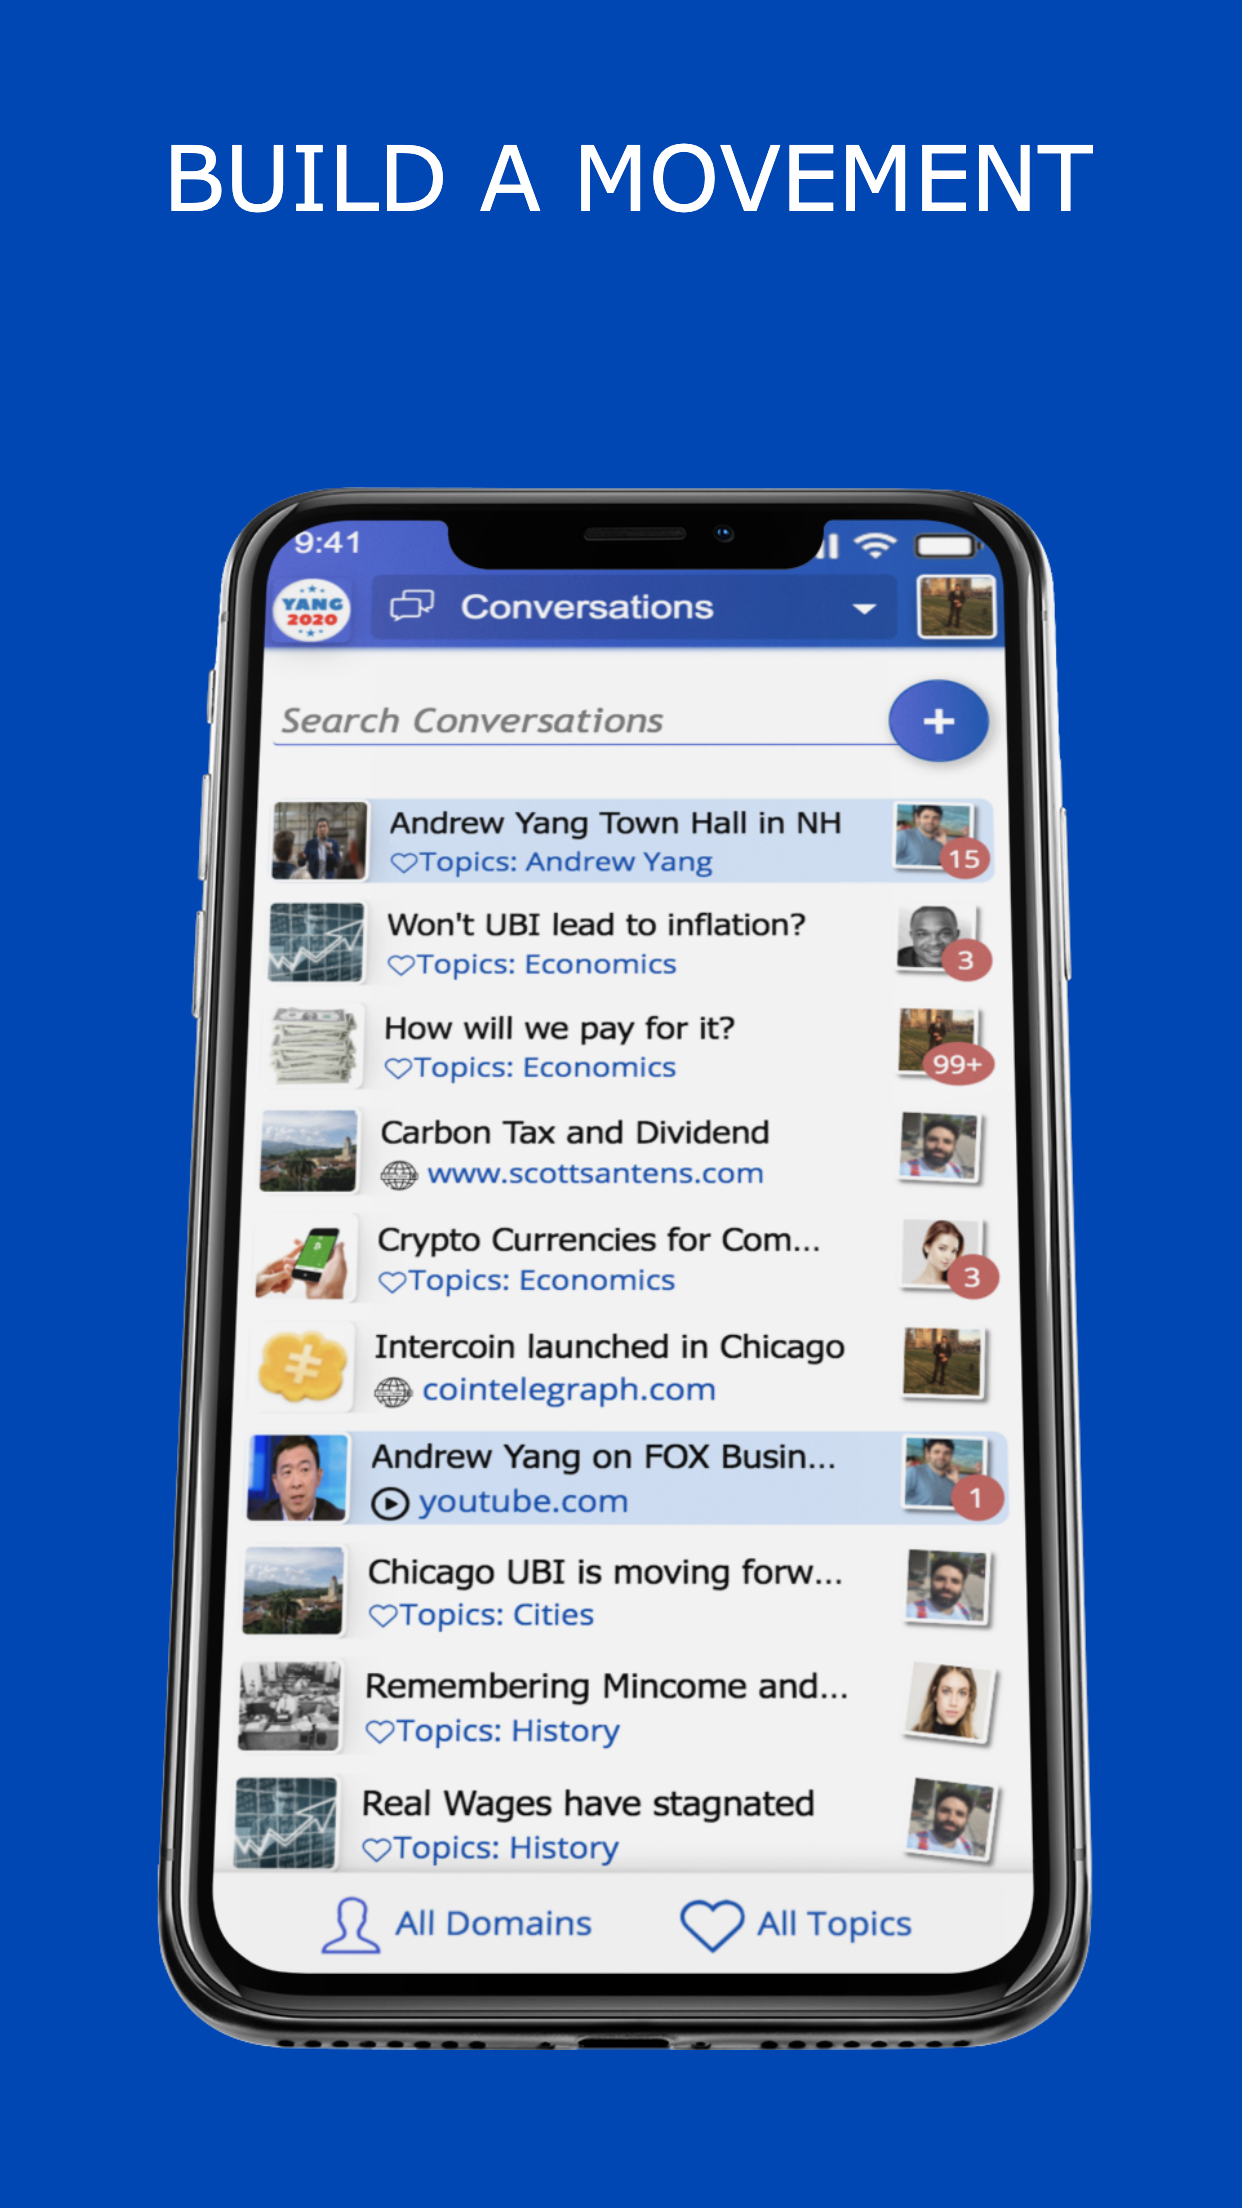 BUILD A MOVEMENT
9:41
YANG
2020
Conversations
Search Conversations
+
Andrew Yang Town Hall in NH
Topics: Andrew Yang
15
Won't UBI lead to inflation?
Topics: Economics
3
How will we pay for it?
Topics: Economics
99+
Carbon Tax and Dividend
www.scottsantens.com
Crypto Currencies for Com...
Topics: Economics
3
Intercoin launched in Chicago
cointelegraph.com
Andrew Yang on FOX Busin...
youtube.com
1
Chicago UBI is moving forw...
Topics: Cities
Remembering Mincome and...
Topics: History
Real Wages have stagnated
Topics: History
All Domains
All Topics